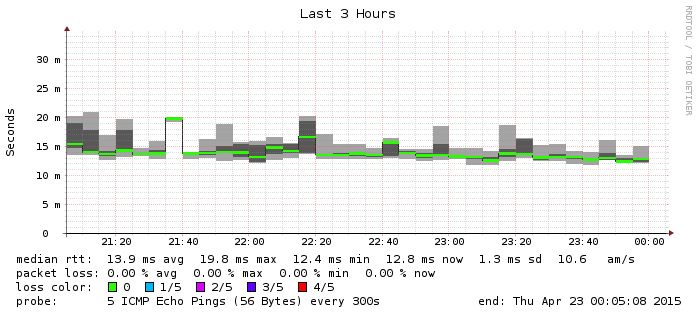 Last 3 Hours
RRDTOOL / TOBI OETIKER
Seconds
30 m
25 m
20 m
15 m
10 m
5 m
0
21:20 21:40 22:00 22:20 22:40 23:00 23:20 23:40 00:00
median rtt: 13.9 ms avg 19.8 ms max 12.4 ms min 12.8 ms now 1.3 ms sd 10.6 am/s
packet loss: 0.00 % avg 0.00 % max 0.00 % min 0.00 % now
loss color: 0 1/5 2/5 3/5 4/5
probe: 5 ICMP Echo Pings (56 Bytes) every 300s end: Thu Apr 23 00:05:08 2015